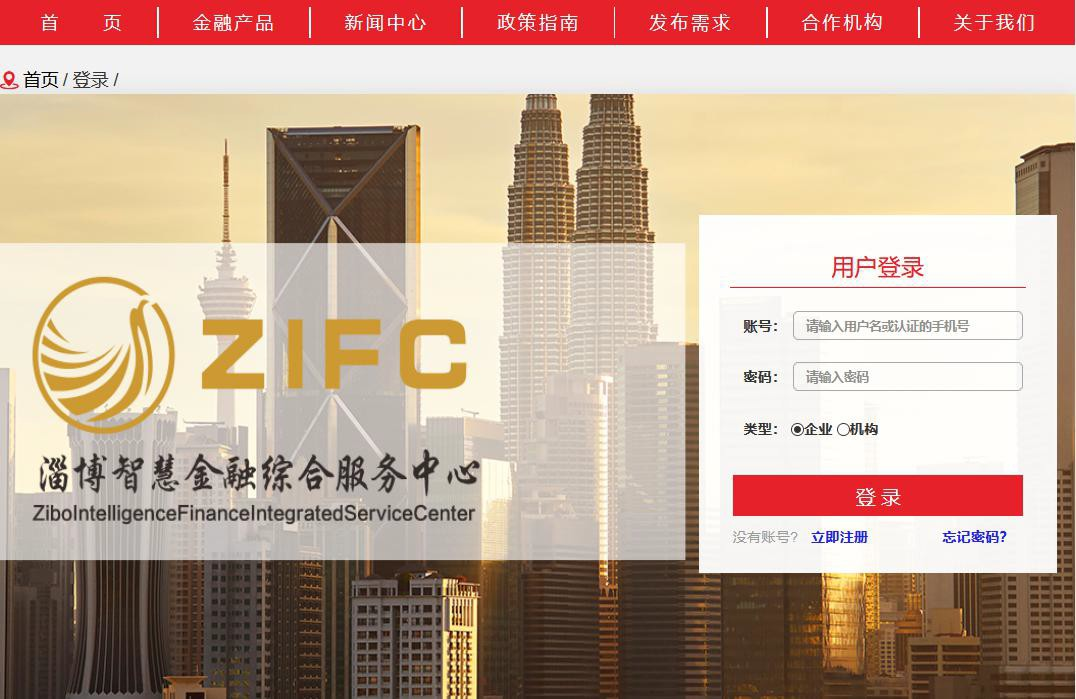 首 页 金融产品 新闻中心 政策指南 发布需求 合作机构 关于我们
首页 / 登录 /
用户登录
账号： 请输入用户名或认证的手机号
密码： 请输入密码
类型： 企业 机构
登 录
没有账号? 立即注册 忘记密码?
ZIFC
淄博智慧金融综合服务中心
ZiboIntelligenceFinanceIntegratedServiceCenter